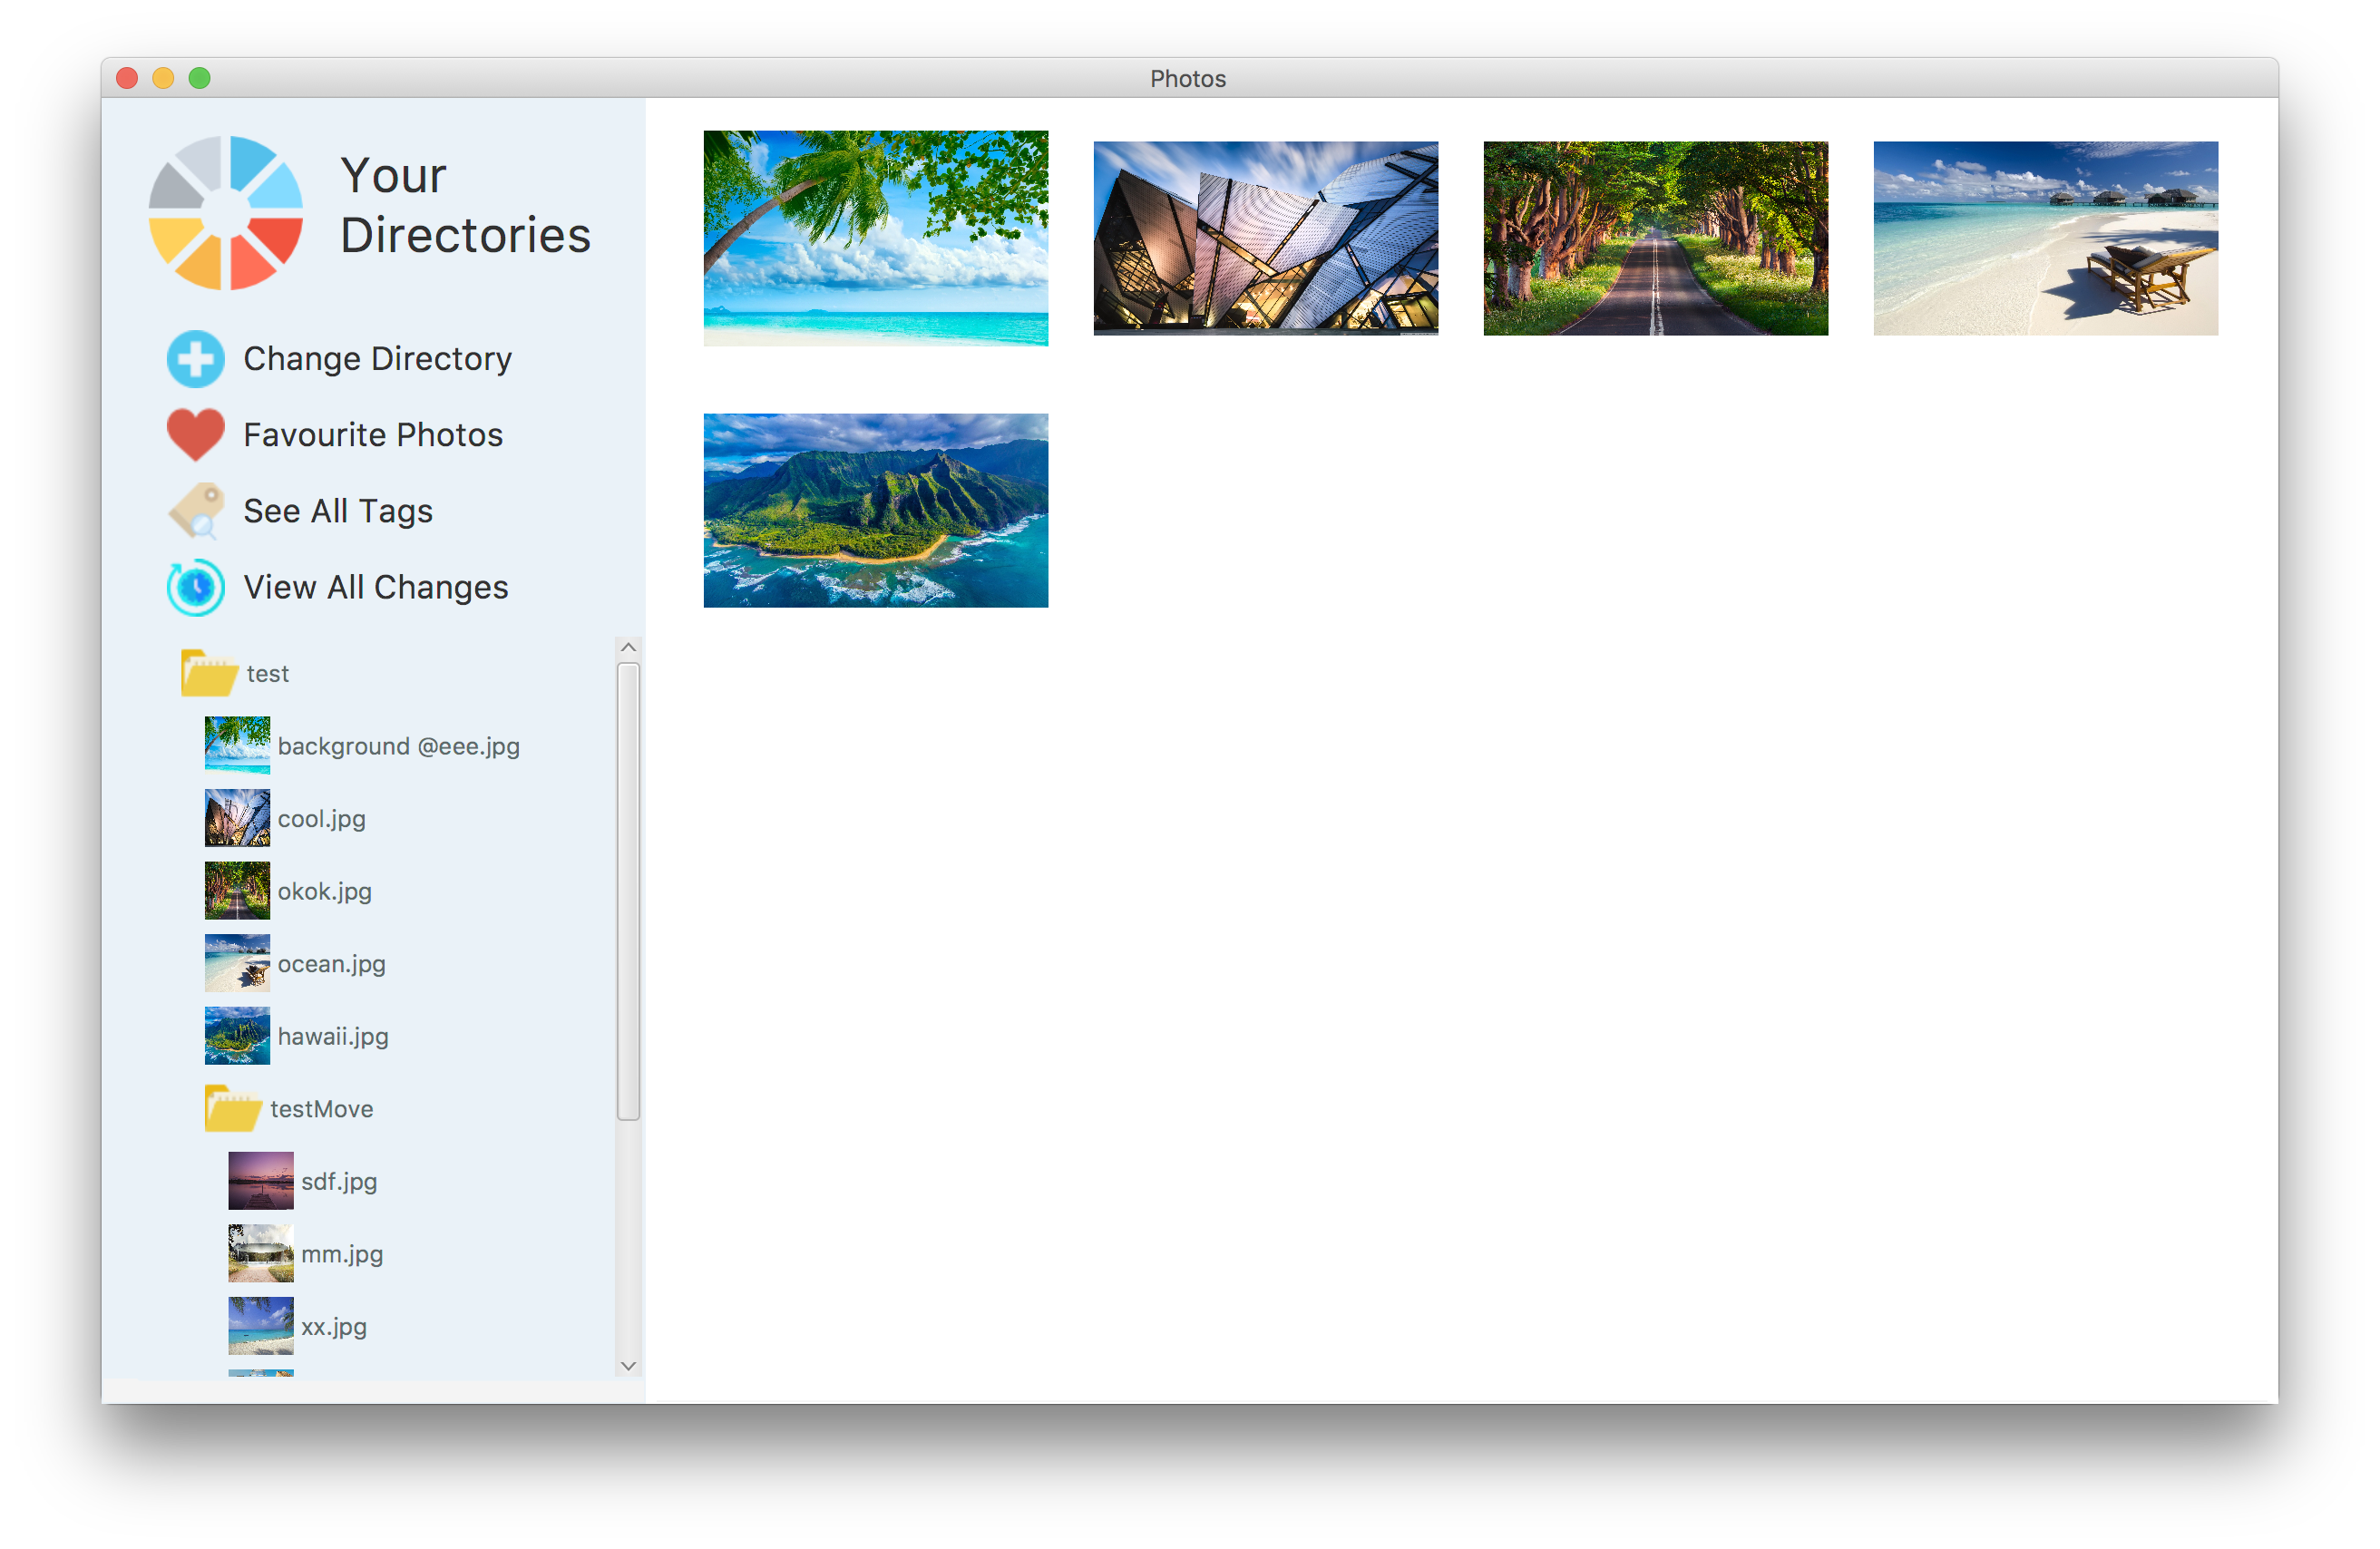 Photos
Your
Directories
Change Directory
Favourite Photos
See All Tags
View All Changes
test
background @eee.jpg
cool.jpg
okok.jpg
ocean.jpg
hawaii.jpg
testMove
sdf.jpg
mm.jpg
xx.jpg